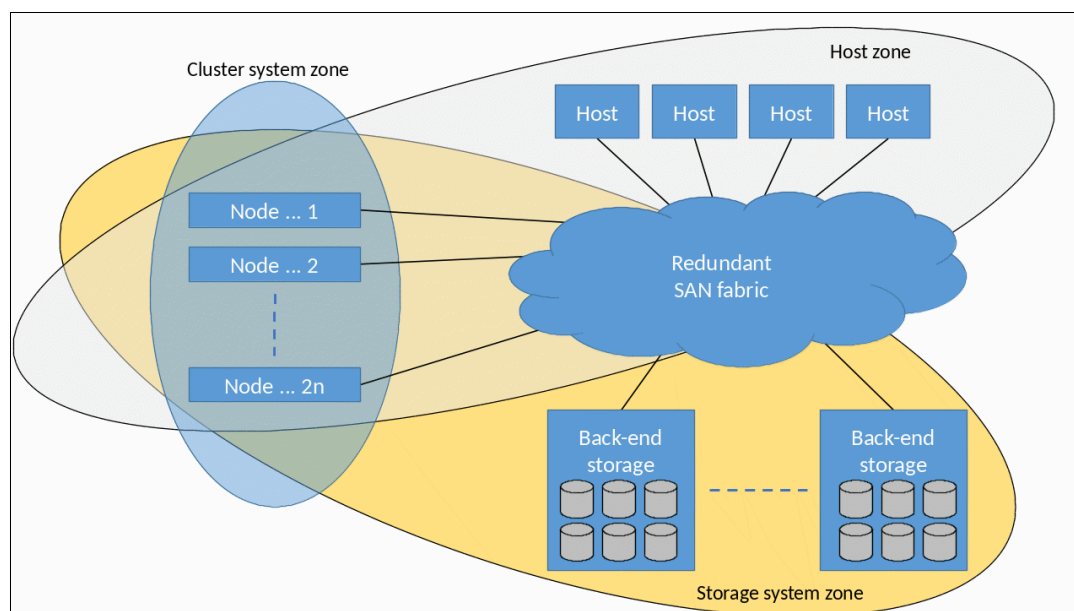 Host zone
Cluster system zone
Host
Host
Host
Host
Node ... 1
Node ... 2
Redundant
SAN fabric
Node ... 2n
Back-end
storage
Back-end
storage
Storage system zone